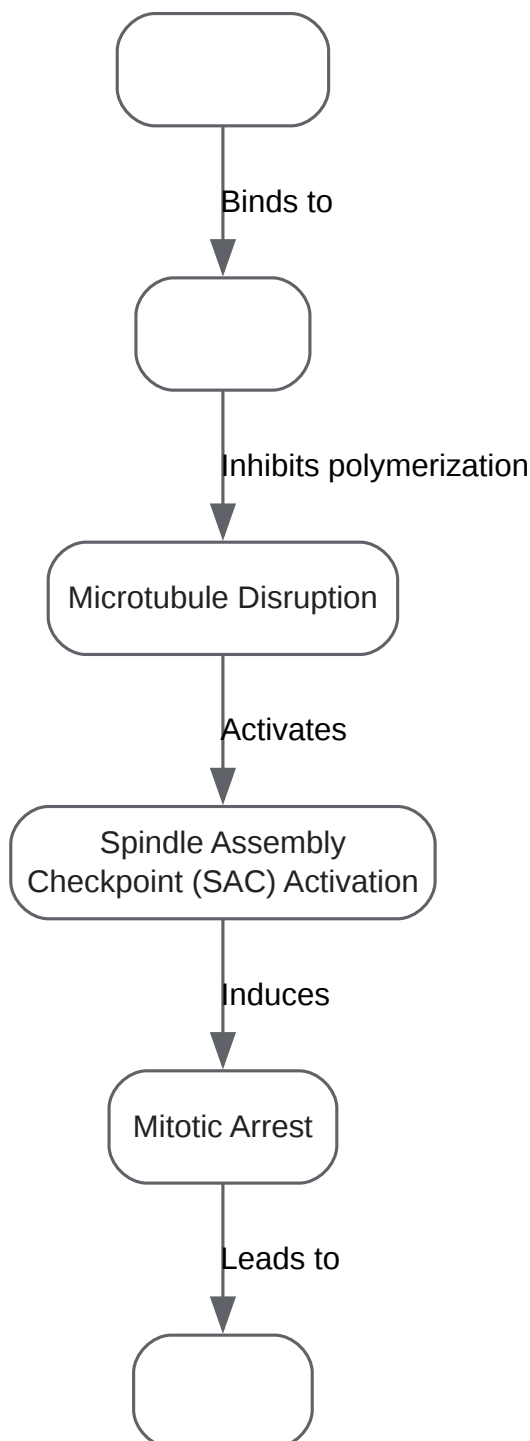 Binds to
Inhibits polymerization
Microtubule Disruption
Activates
Spindle Assembly
Checkpoint (SAC) Activation
Induces
Mitotic Arrest
Leads to